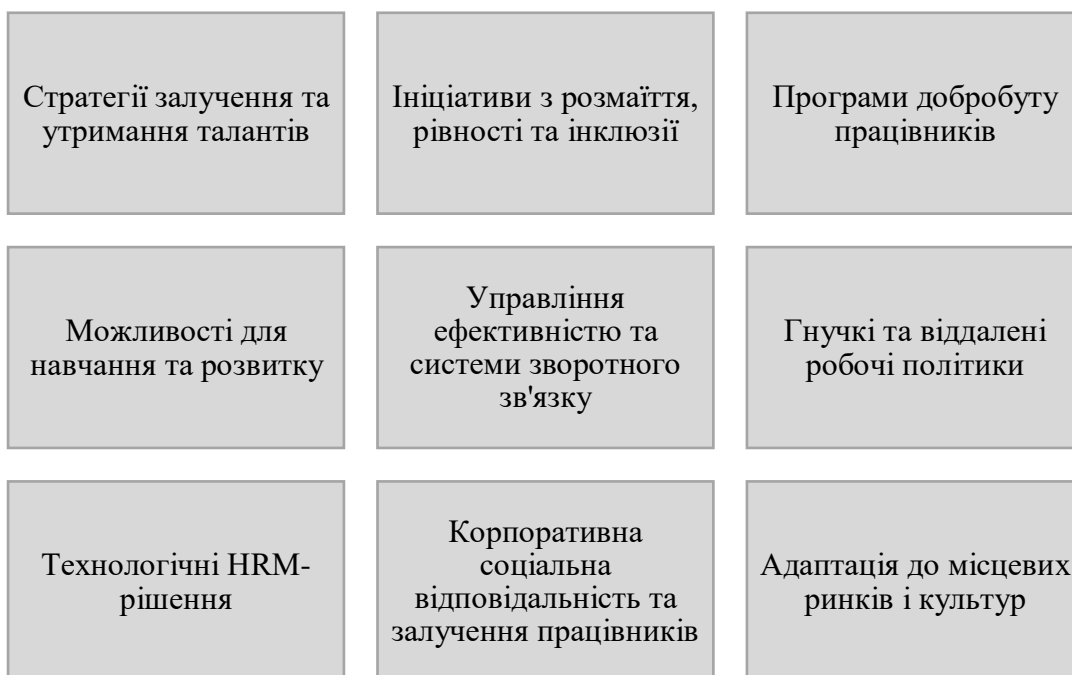 Стратегії залучення та
утримання талантів
Ініціативи з розмаїття,
рівності та інклюзії
Програми добробуту
працівників
Можливості для
навчання та розвитку
Управління
ефективністю та
системи зворотного
зв'язку
Гнучкі та віддалені
робочі політики
Технологічні HRM-
рішення
Корпоративна
соціальна
відповідальність та
залучення працівників
Адаптація до місцевих
ринків і культур